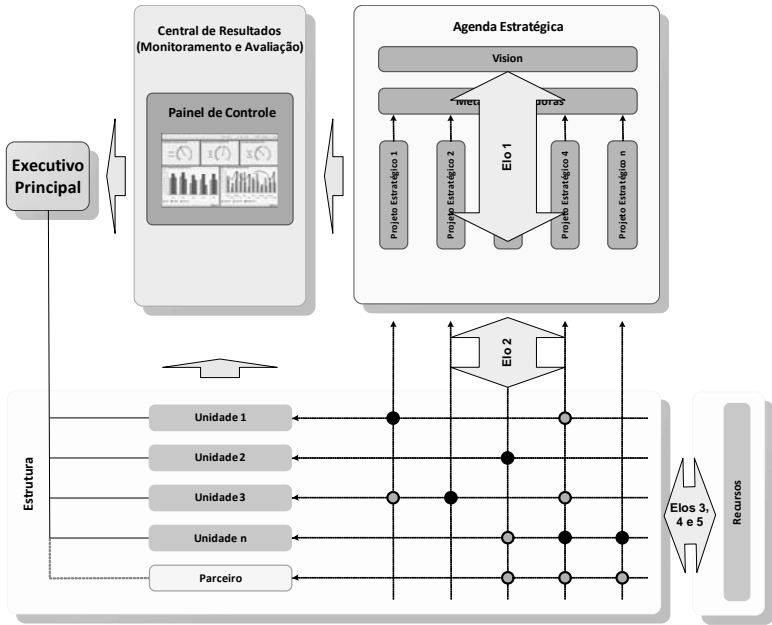 Central de Resultados
(Monitoramento e Avaliação)
Painel de Controle
Executivo
Principal
Agenda Estratégica
Vision
Elo 1
Projeto Estratégico 1
Projeto Estratégico 2
Projeto Estratégico 4
Projeto Estratégico n
Elo 2
Estrutura
Unidade 1
Unidade 2
Unidade 3
Unidade n
Parceiro
Elos 3,
4 e 5
Recursos